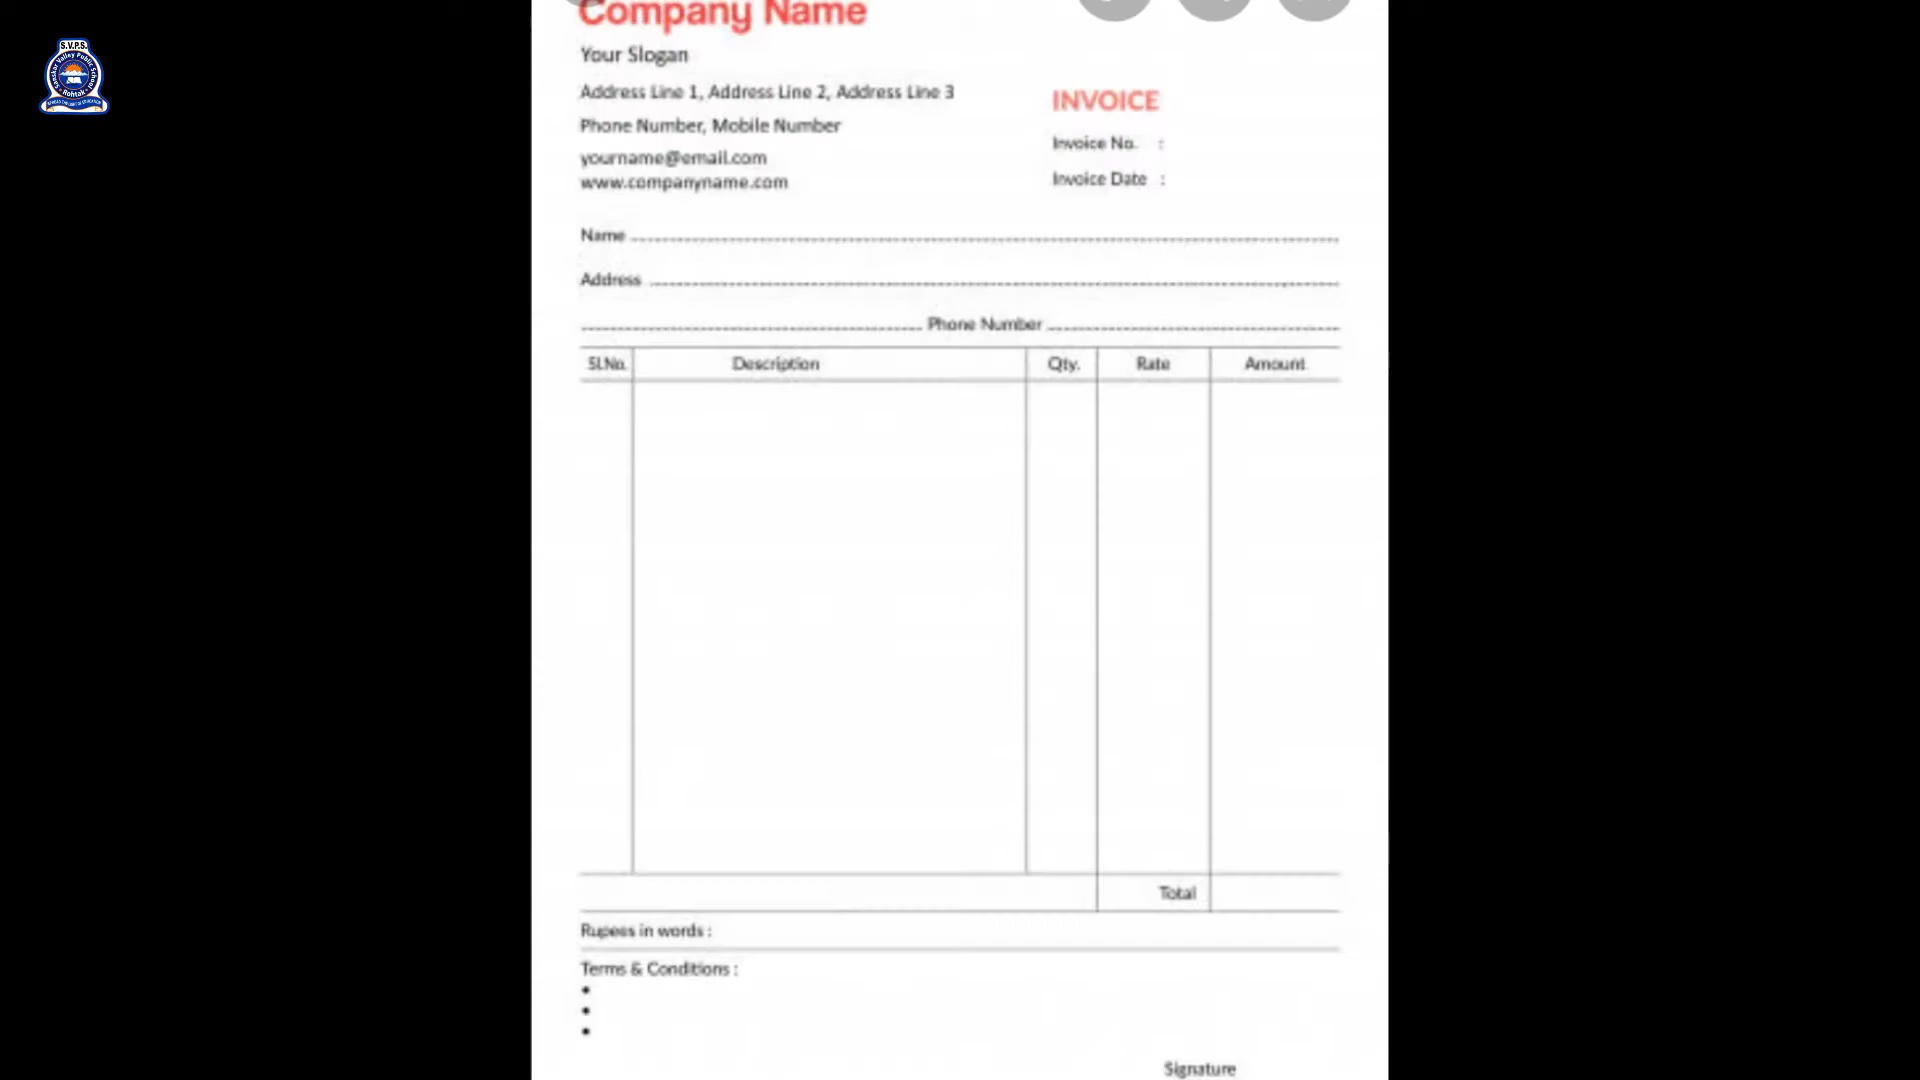 S.V.P.S.
Company Name
Your Slogan
Address Line 1, Address Line 2, Address Line 3
Phone Number, Mobile Number
yourname@email.com
www.companyname.com
INVOICE
Invoice No. :
Invoice Date :
Name
Address
Phone Number
Sl.No. Description Qty. Rate Amount
Total
Rupees in words :
Terms & Conditions :
Signature